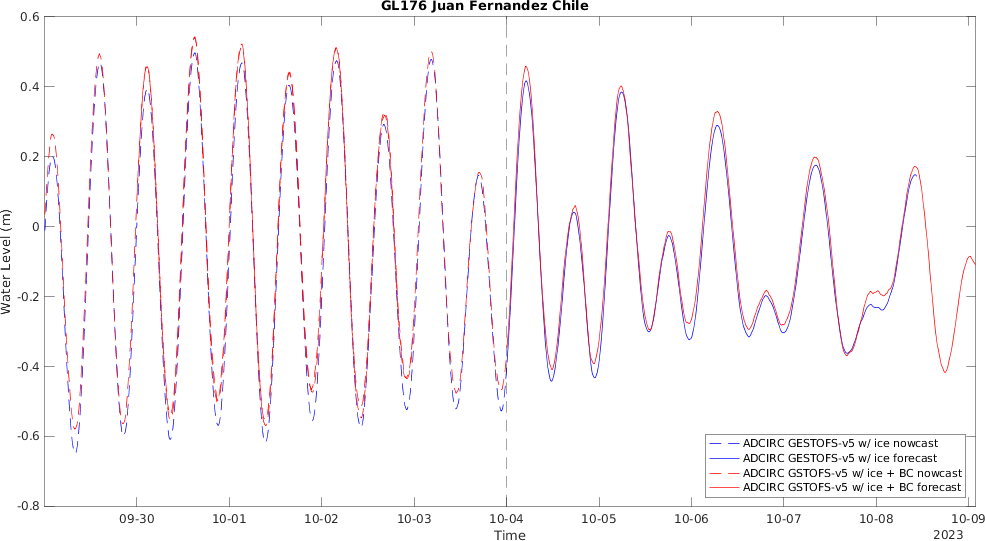 GL176 Juan Fernandez Chile
0.6
0.4
0.2
0
-0.2
-0.4
-0.6
-0.8
Water Level (m)
09-30
10-01
10-02
10-03
10-04
10-05
10-06
10-07
10-08
10-09
Time
2023
ADCIRC GESTOFS-v5 w/ ice nowcast
ADCIRC GESTOFS-v5 w/ ice forecast
ADCIRC GSTOFS-v5 w/ ice + BC nowcast
ADCIRC GSTOFS-v5 w/ ice + BC forecast